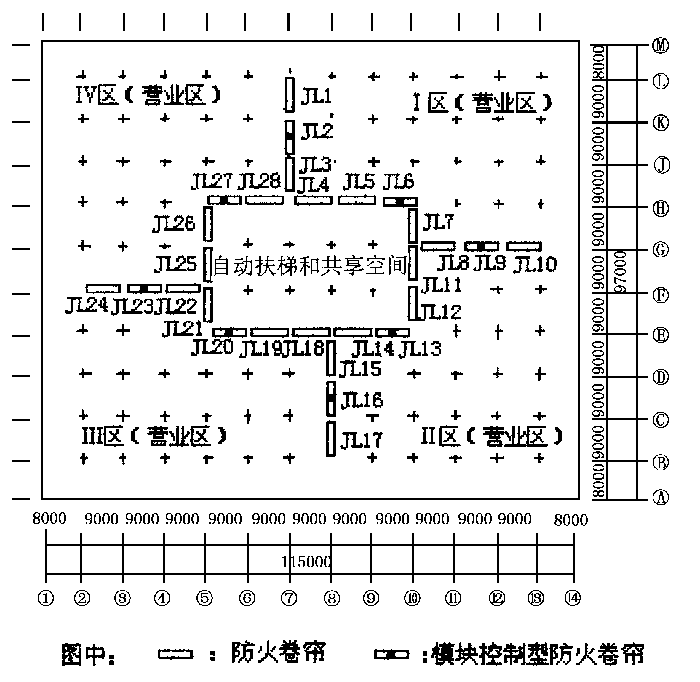 IV区(营业区)
I区(营业区)
JL1
JL2
JL3
JL27 JL28 JL4 JL5 JL6
JL26
JL7
JL25
自动扶梯和共享空间
JL8 JL9 JL10
JL24 JL23 JL22
JL11
JL12
JL21
JL20 JL19 JL18 JL14 JL13
JL15
JL16
JL17
III区(营业区)
II区(营业区)
M
L
K
J
H
G
F
E
D
C
B
A
8000
9000
9000
9000
9000
9000
9000
9000
9000
9000
8000
97000
8000 9000 9000 9000 9000 9000 9000 9000 9000 9000 9000 9000 8000
115000
① ② ③ ④ ⑤ ⑥ ⑦ ⑧ ⑨ ⑩ ⑪ ⑫ ⑬ ⑭
图中: :防火卷帘 :模块控制型防火卷帘